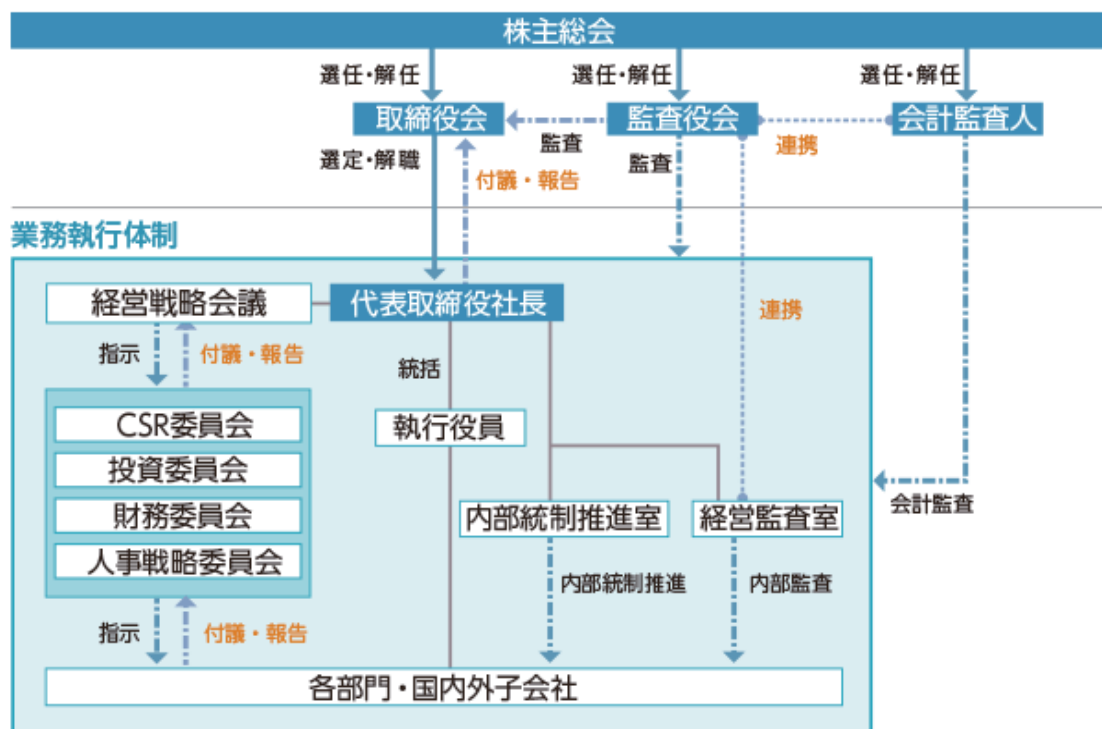 株主総会
選任・解任
選任・解任
選任・解任
取締役会
監査役会
会計監査人
監査
連携
選定・解職
付議・報告
監査
業務執行体制
経営戦略会議
代表取締役社長
連携
指示
付議・報告
統括
CSR委員会
執行役員
投資委員会
財務委員会
人事戦略委員会
内部統制推進室
経営監査室
会計監査
内部統制推進
内部監査
指示
付議・報告
各部門・国内外子会社